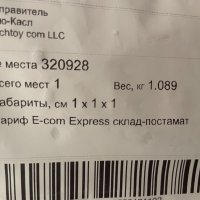 правитель
ю-Касл
chtoy com LLC
е места 320928
сего мест 1 Вес, кг 1.089
абариты, см 1 x 1 x 1
ариф E-com Express склад-постамат